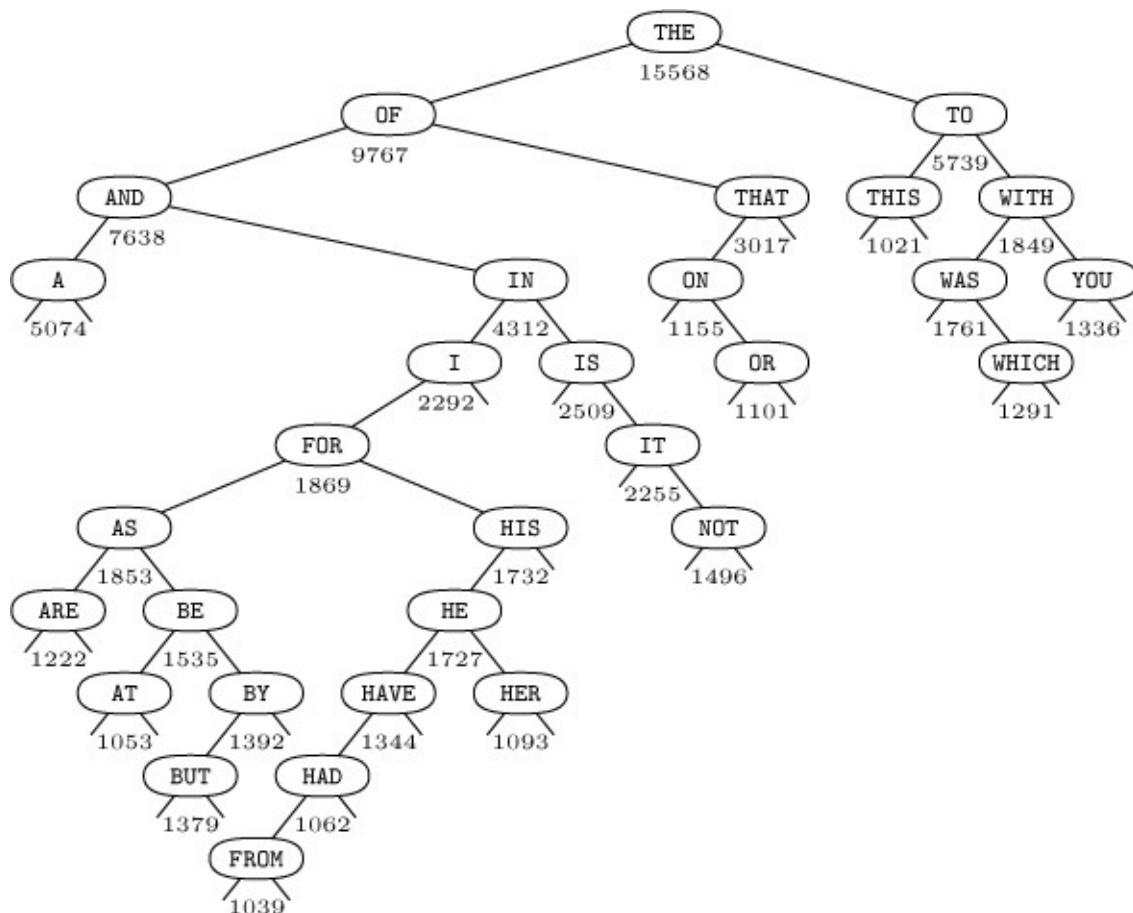 THE
15568
OF TO
9767 5739
AND THAT THIS WITH
7638 3017 1021 1849
A IN ON WAS YOU
5074 4312 1155 1761 1336
I IS OR WHICH
2292 2509 1101 1291
FOR IT
1869 2255
AS HIS NOT
1853 1732 1496
ARE BE HE
1222 1535 1727
AT BY HAVE HER
1053 1392 1344 1093
BUT HAD
1379 1062
FROM
1039